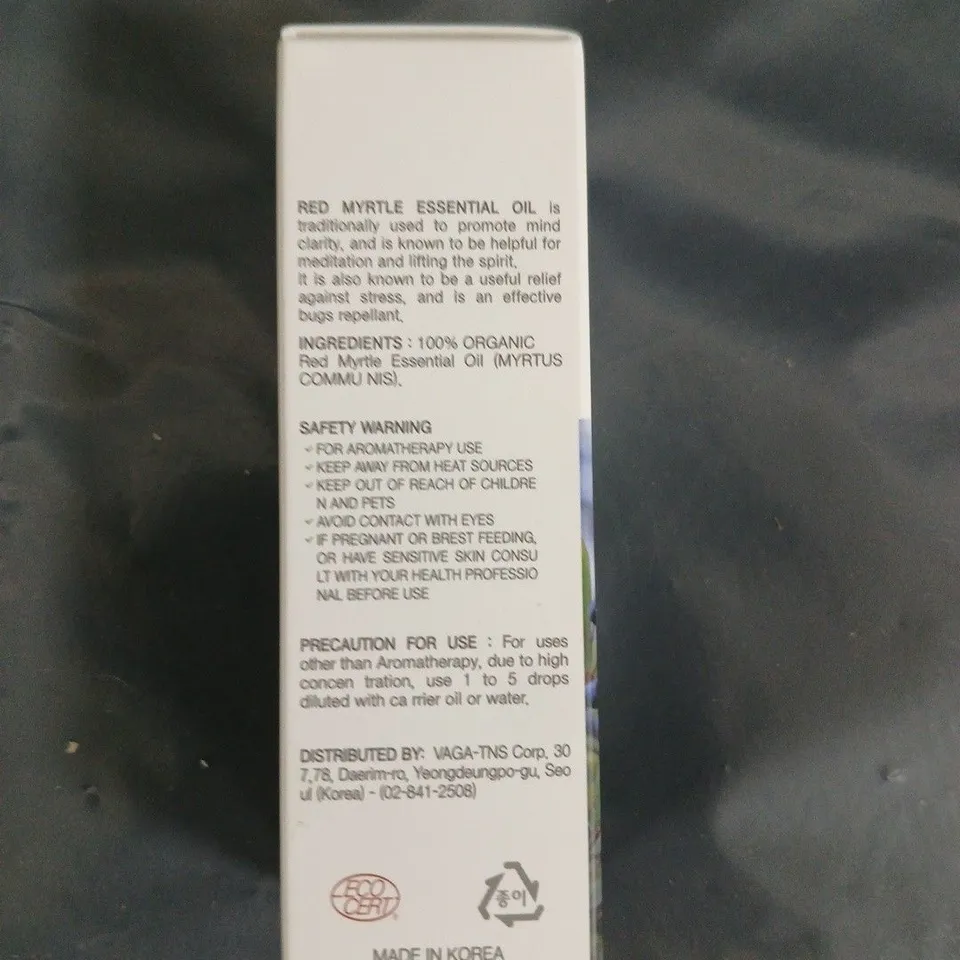 RED MYRTLE ESSENTIAL OIL is
traditionally used to promote mind
clarity, and is known to be helpful for
meditation and lifting the spirit.
It is also known to be a useful relief
against stress, and is an effective
bugs repellant.
INGREDIENTS : 100% ORGANIC
Red Myrtle Essential Oil (MYRTUS
COMMU NIS).
SAFETY WARNING
✓FOR AROMATHERAPY USE
✓KEEP AWAY FROM HEAT SOURCES
✓KEEP OUT OF REACH OF CHILDRE
N AND PETS
✓AVOID CONTACT WITH EYES
✓IF PREGNANT OR BREST FEEDING,
OR HAVE SENSITIVE SKIN CONSU
LT WITH YOUR HEALTH PROFESSIO
NAL BEFORE USE
PRECAUTION FOR USE : For uses
other than Aromatherapy, due to high
concen tration, use 1 to 5 drops
diluted with ca rrier oil or water.
DISTRIBUTED BY: VAGA-TNS Corp, 30
7,78, Daerim-ro, Yeongdeungpo-gu, Seo
ul (Korea) - (02-841-2508)
ECO
CERT®
종이
MADE IN KOREA